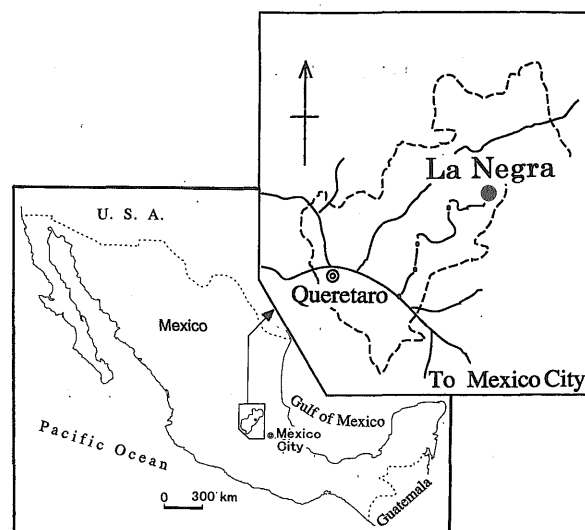 La Negra
Queretaro
To Mexico City
U. S. A.
Mexico
Gulf of Mexico
Mexico
City
Pacific Ocean
0 300 km
Guatemala